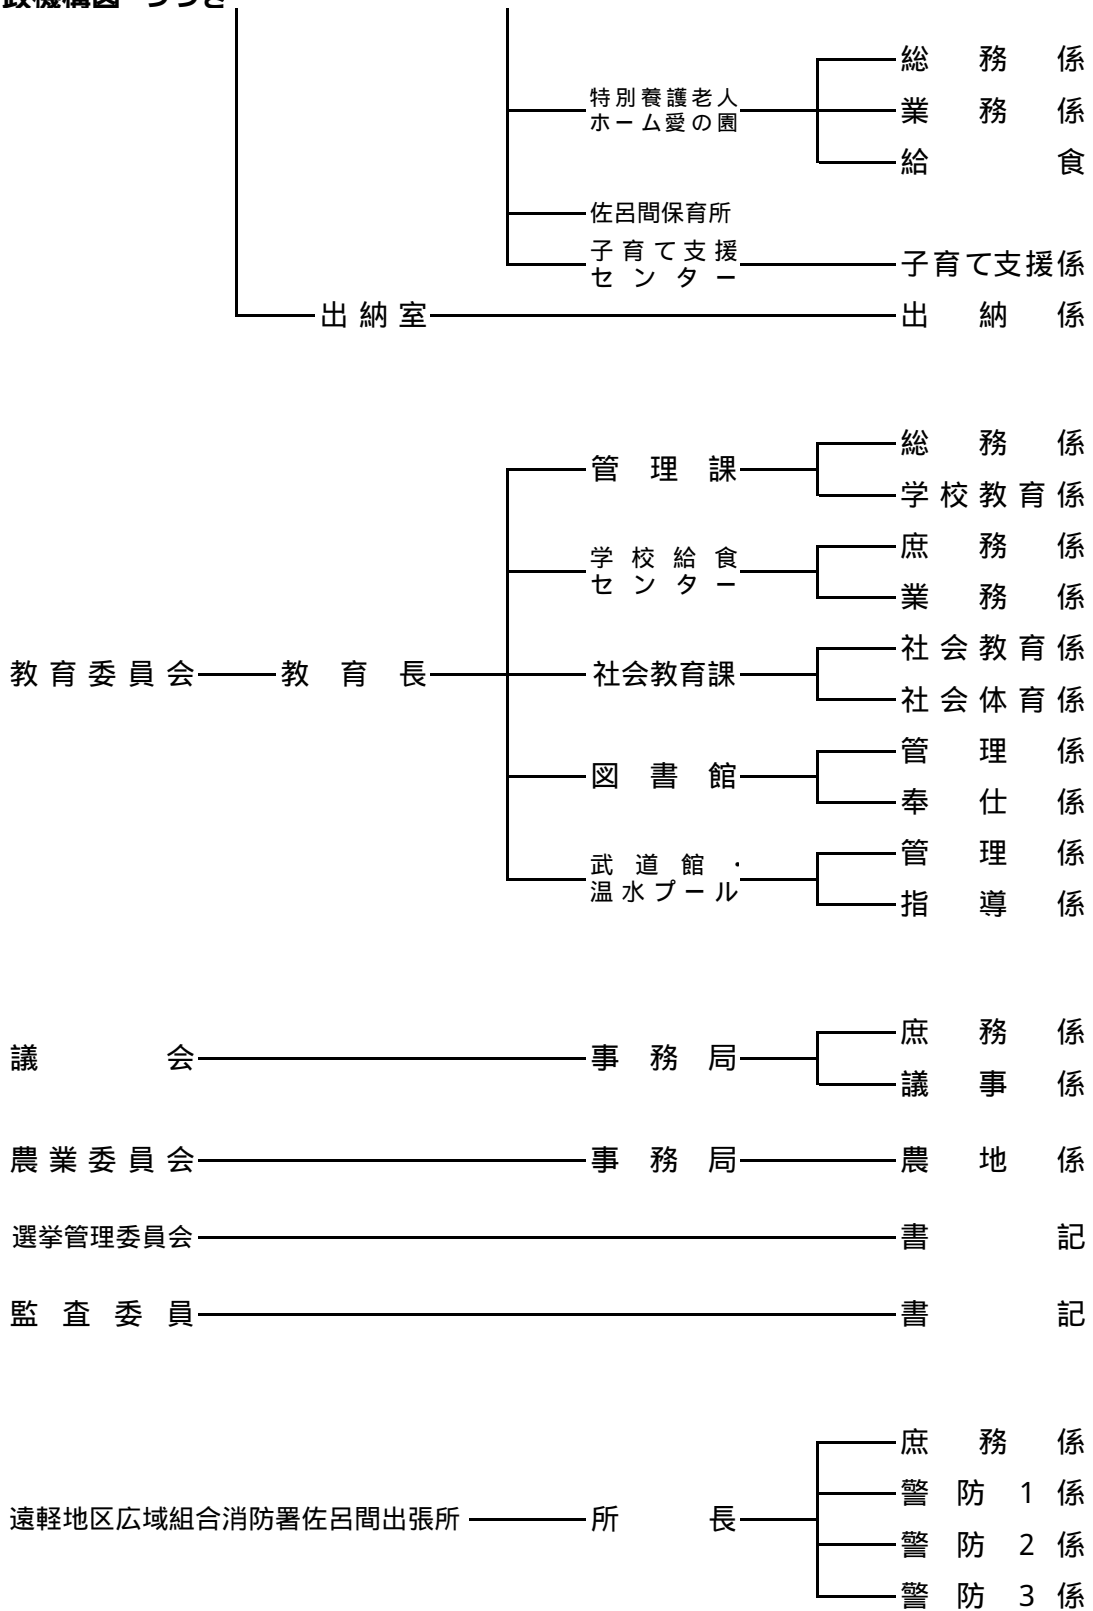 総務係
特別養護老人
ホーム愛の園
業務係
給食
佐呂間保育所
子育て支援
センター
子育て支援係
出納室
出納係
総務係
管理課
学校教育係
学校給食
センター
庶務係
業務係
教育委員会
教育長
社会教育課
社会教育係
社会体育係
図書館
管理係
奉仕係
武道館・
温水プール
管理係
指導係
議会
事務局
庶務係
議事係
農業委員会
事務局
農地係
選挙管理委員会
書記
監査委員
書記
遠軽地区広域組合消防署佐呂間出張所
所長
庶務係
警防1係
警防2係
警防3係